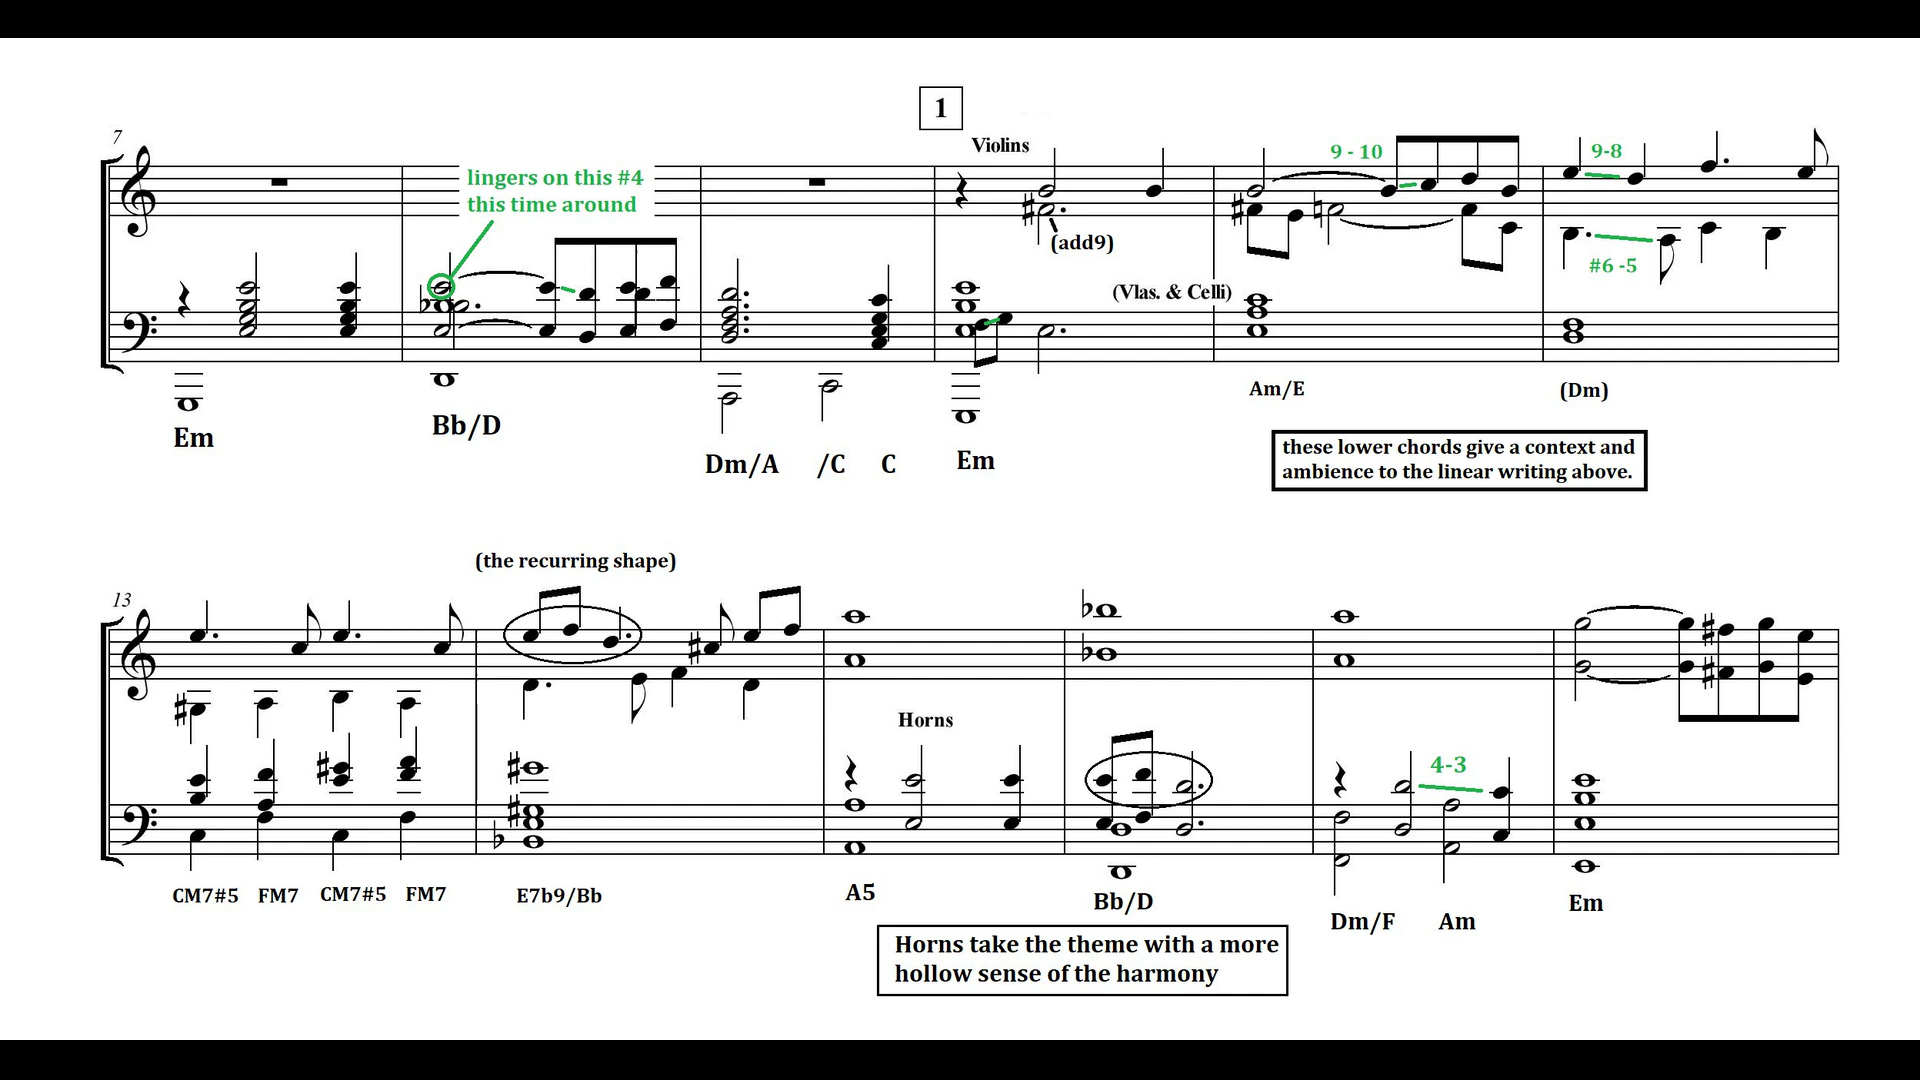 1
7
Violins
lingers on this #4
this time around
9 - 10
9-8
(add9)
#6 -5
(Vlas. & Celli)
Em
Bb/D
Dm/A /C C
Em
Am/E
(Dm)
these lower chords give a context and
ambience to the linear writing above.
(the recurring shape)
13
Horns
4-3
CM7#5 FM7 CM7#5 FM7
E7b9/Bb
A5
Bb/D
Dm/F Am
Em
Horns take the theme with a more
hollow sense of the harmony